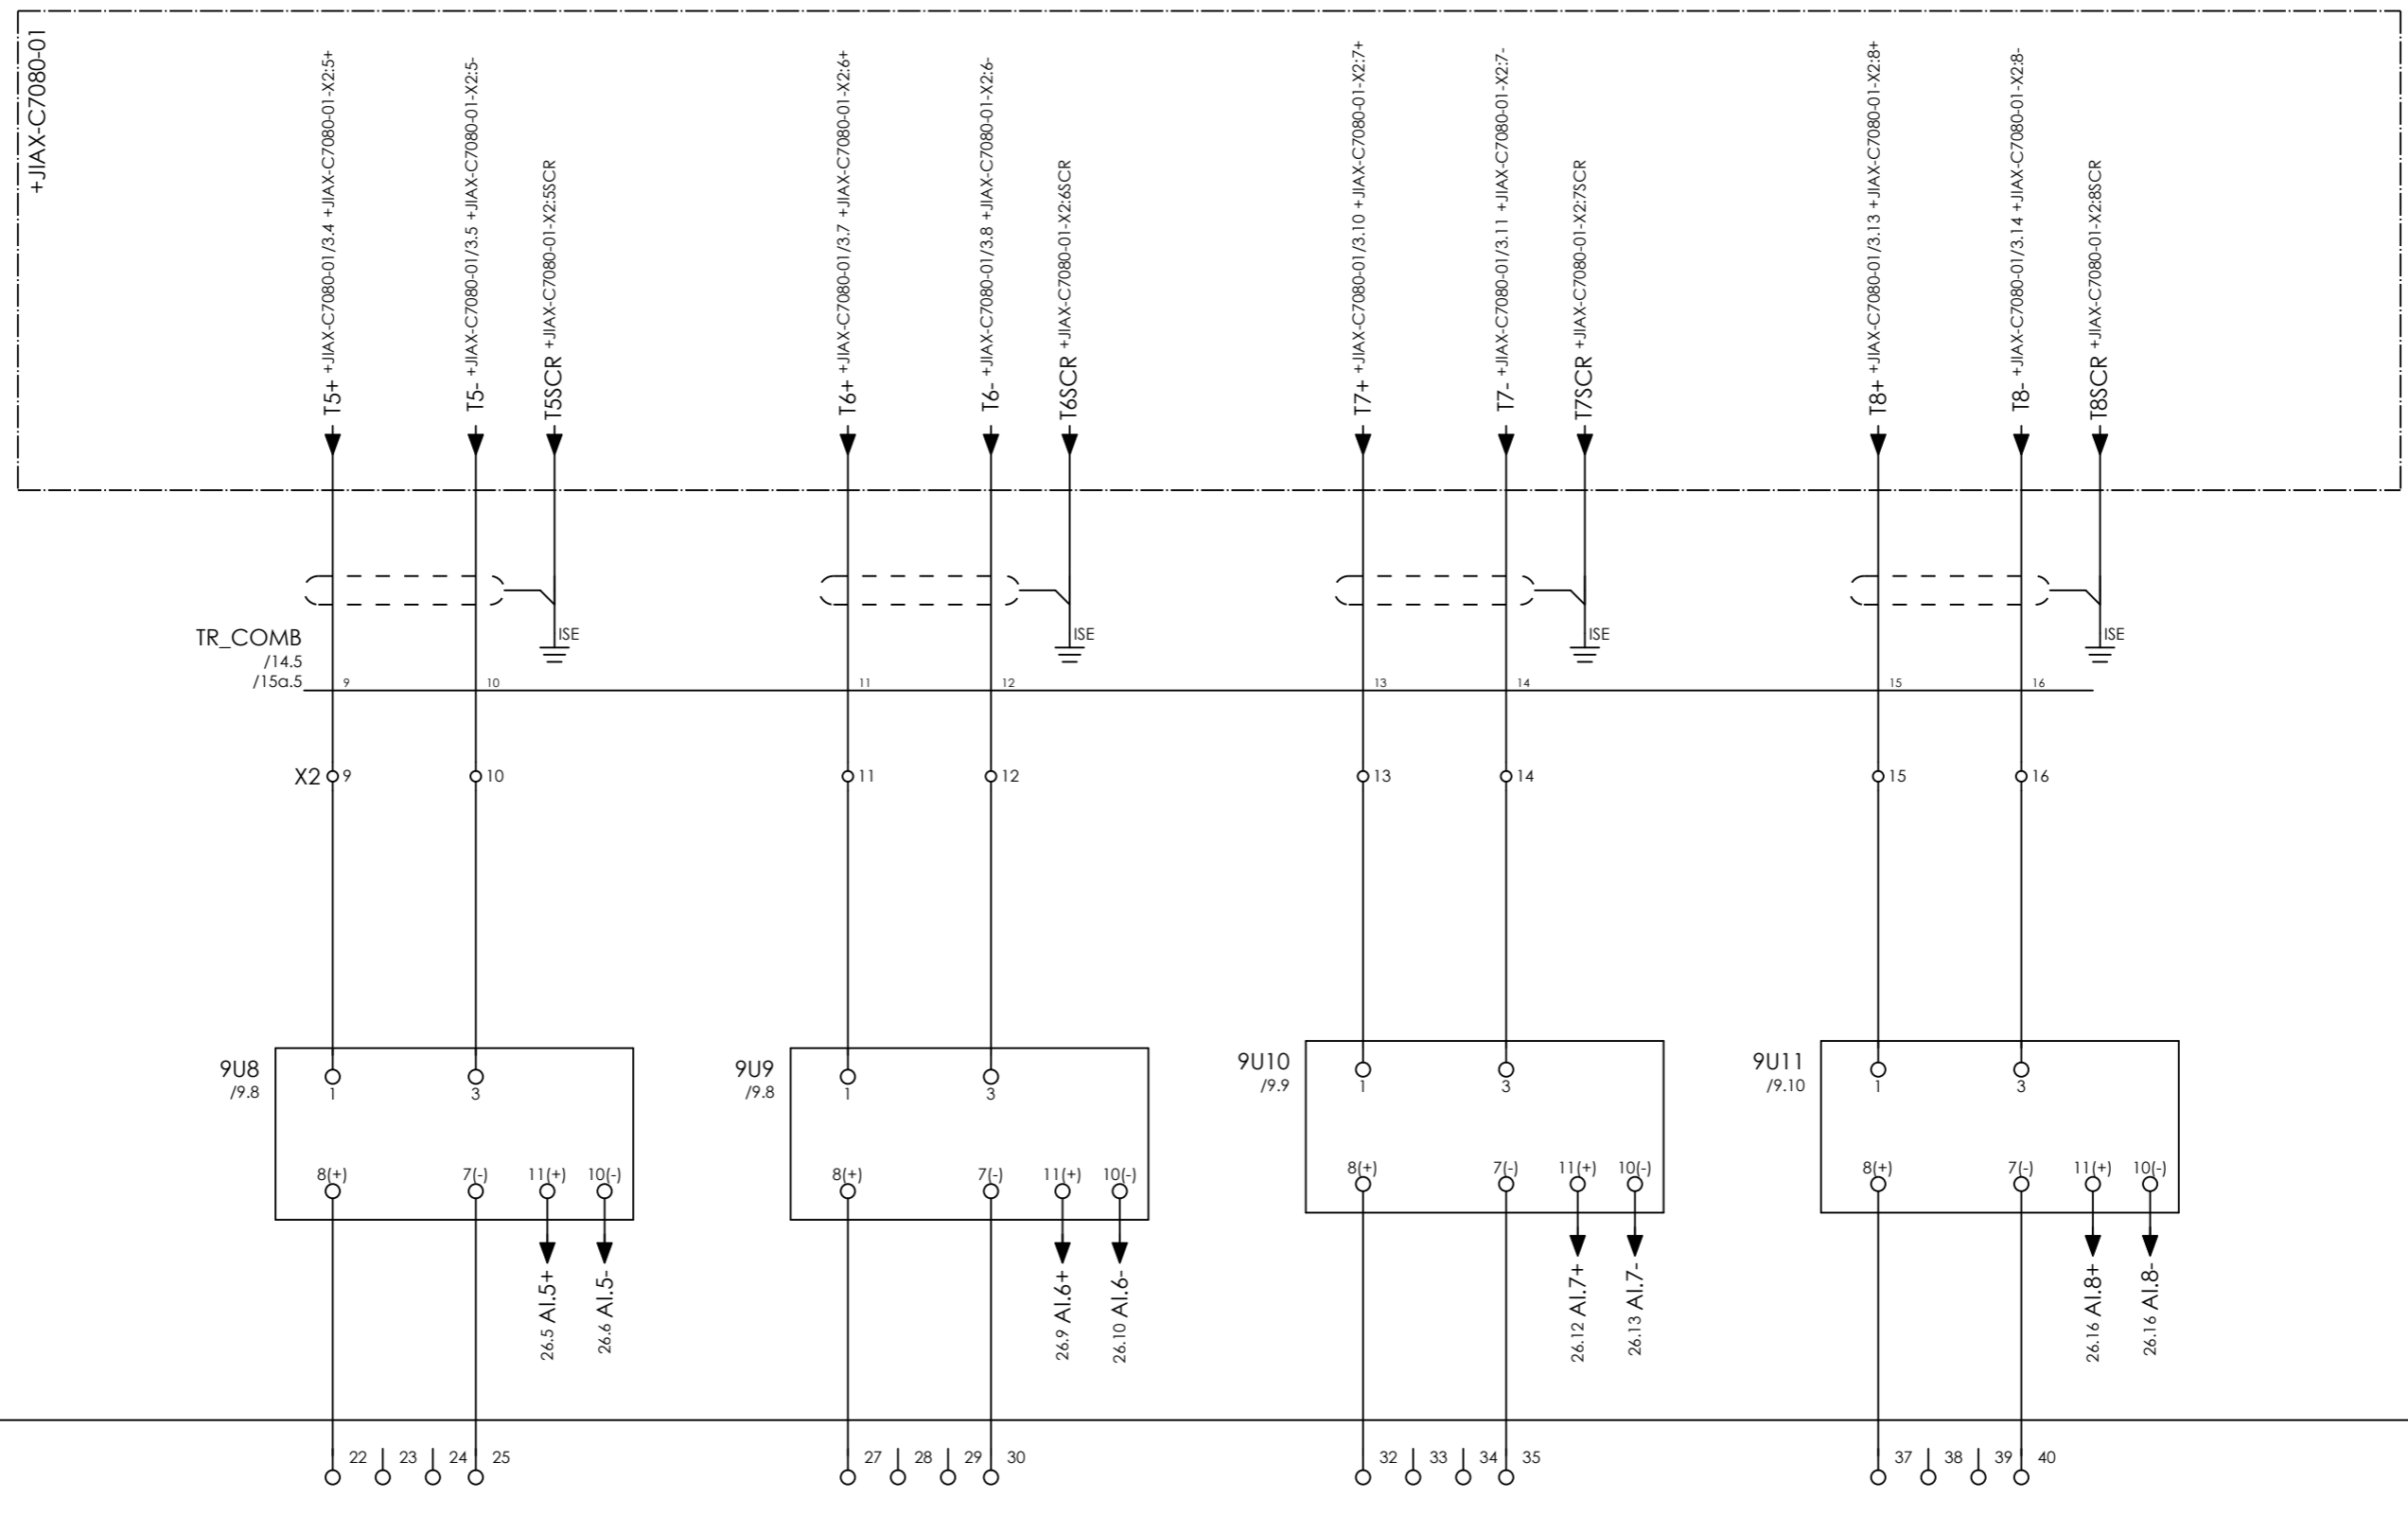 +JIAX-C7080-01
T5+ +JIAX-C7080-01/3.4 +JIAX-C7080-01-X2:5+
T5- +JIAX-C7080-01/3.5 +JIAX-C7080-01-X2:5-
T5SCR +JIAX-C7080-01-X2:5SCR
T6+ +JIAX-C7080-01/3.7 +JIAX-C7080-01-X2:6+
T6- +JIAX-C7080-01/3.8 +JIAX-C7080-01-X2:6-
T6SCR +JIAX-C7080-01-X2:6SCR
T7+ +JIAX-C7080-01/3.10 +JIAX-C7080-01-X2:7+
T7- +JIAX-C7080-01/3.11 +JIAX-C7080-01-X2:7-
T7SCR +JIAX-C7080-01-X2:7SCR
T8+ +JIAX-C7080-01/3.13 +JIAX-C7080-01-X2:8+
T8- +JIAX-C7080-01/3.14 +JIAX-C7080-01-X2:8-
T8SCR +JIAX-C7080-01-X2:8SCR
ISE ISE ISE ISE
TR_COMB
/14.5
/15a.5
9 10 11 12 13 14 15 16
X2 9 10 11 12 13 14 15 16
9U8
/9.8
1 3
8(+) 7(-) 11(+) 10(-)
26.5 AI.5+
26.6 AI.5-
9U9
/9.8
1 3
8(+) 7(-) 11(+) 10(-)
26.9 AI.6+
26.10 AI.6-
9U10
/9.9
1 3
8(+) 7(-) 11(+) 10(-)
26.12 AI.7+
26.13 AI.7-
9U11
/9.10
1 3
8(+) 7(-) 11(+) 10(-)
26.16 AI.8+
26.16 AI.8-
22 23 24 25 27 28 29 30 32 33 34 35 37 38 39 40